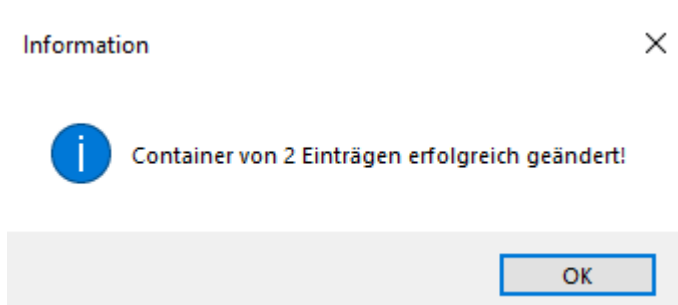 Information
Container von 2 Einträgen erfolgreich geändert!
OK